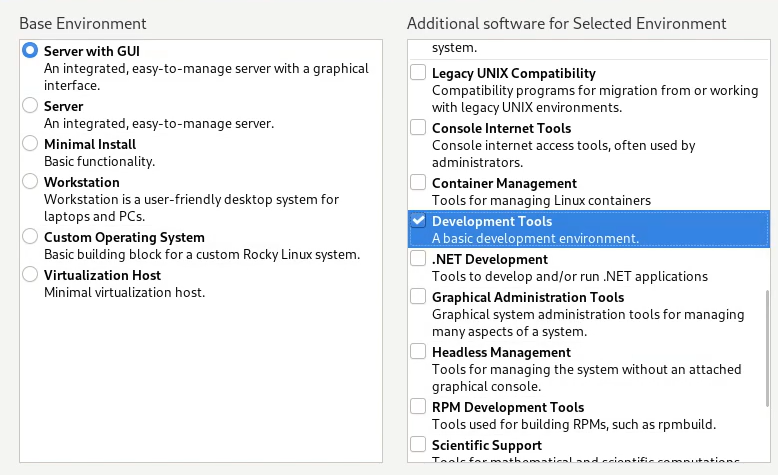 Base Environment
Server with GUI
An integrated, easy-to-manage server with a graphical
interface.
Server
An integrated, easy-to-manage server.
Minimal Install
Basic functionality.
Workstation
Workstation is a user-friendly desktop system for
laptops and PCs.
Custom Operating System
Basic building block for a custom Rocky Linux system.
Virtualization Host
Minimal virtualization host.
Additional software for Selected Environment
system.
Legacy UNIX Compatibility
Compatibility programs for migration from or working
with legacy UNIX environments.
Console Internet Tools
Console internet access tools, often used by
administrators.
Container Management
Tools for managing Linux containers
Development Tools
A basic development environment.
.NET Development
Tools to develop and/or run .NET applications
Graphical Administration Tools
Graphical system administration tools for managing
many aspects of a system.
Headless Management
Tools for managing the system without an attached
graphical console.
RPM Development Tools
Tools used for building RPMs, such as rpmbuild.
Scientific Support
Tools for mathematical and scientific computations